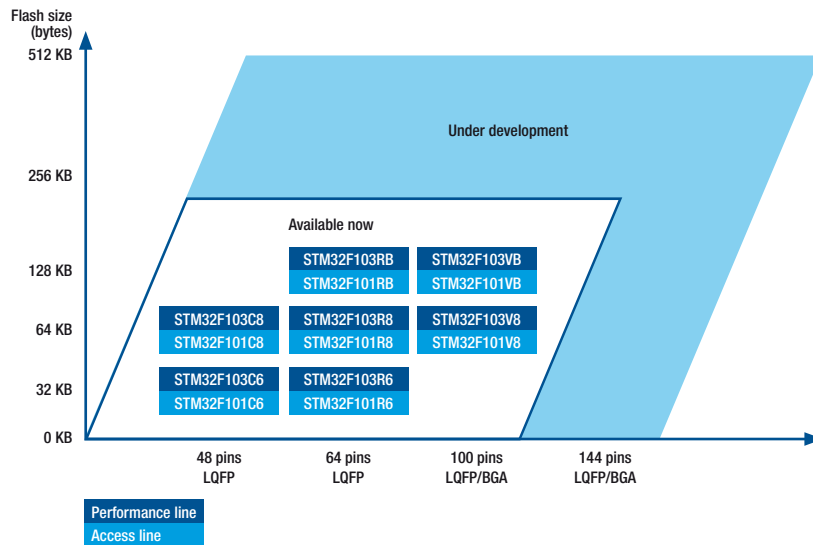 Flash size
(bytes)
512 KB
Under development
256 KB
Available now
STM32F103RB
STM32F103VB
128 KB
STM32F101RB
STM32F101VB
STM32F103C8
STM32F103R8
STM32F103V8
64 KB
STM32F101C8
STM32F101R8
STM32F101V8
STM32F103C6
STM32F103R6
32 KB
STM32F101C6
STM32F101R6
0 KB
48 pins
LQFP
64 pins
LQFP
100 pins
LQFP/BGA
144 pins
LQFP/BGA
Performance line
Access line